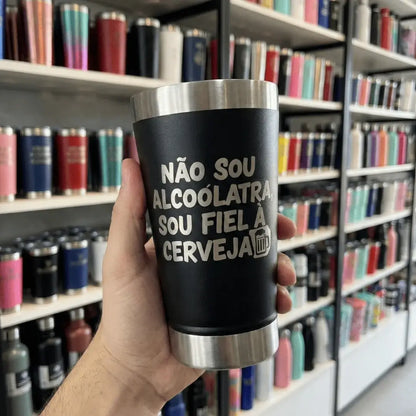 NÃO SOU
ALCOÓLATRA,
SOU FIEL À
CERVEJA